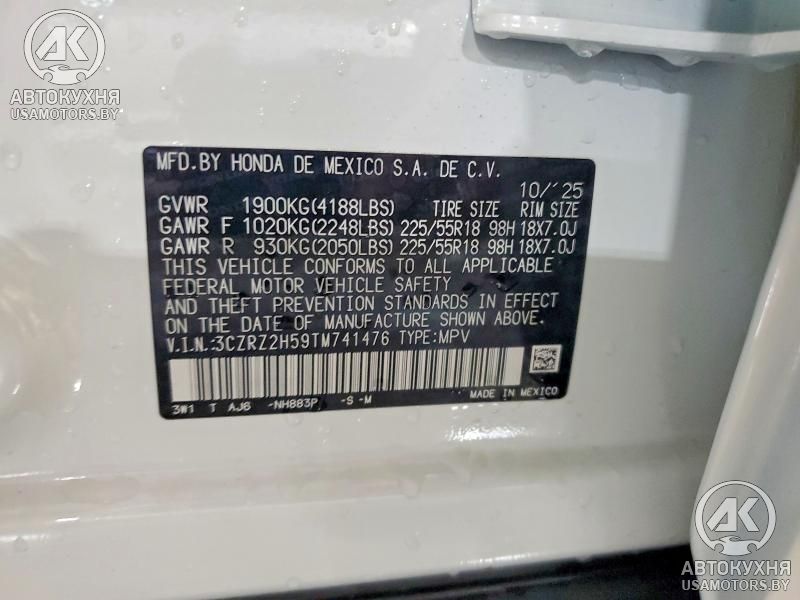 АК
АВТОКУХНЯ
USAMOTORS.BY
MFD.BY HONDA DE MEXICO S.A. DE C.V.
10/'25
GVWR 1900KG(4188LBS) TIRE SIZE RIM SIZE
GAWR F 1020KG(2248LBS) 225/55R18 98H 18X7.0J
GAWR R 930KG(2050LBS) 225/55R18 98H 18X7.0J
THIS VEHICLE CONFORMS TO ALL APPLICABLE
FEDERAL MOTOR VEHICLE SAFETY
AND THEFT PREVENTION STANDARDS IN EFFECT
ON THE DATE OF MANUFACTURE SHOWN ABOVE.
V.I.N.:3CZRZ2H59TM741476 TYPE:MPV
3W1 T AJ6 -NH883P -S -M MADE IN MEXICO
АК
АВТОКУХНЯ
USAMOTORS.BY